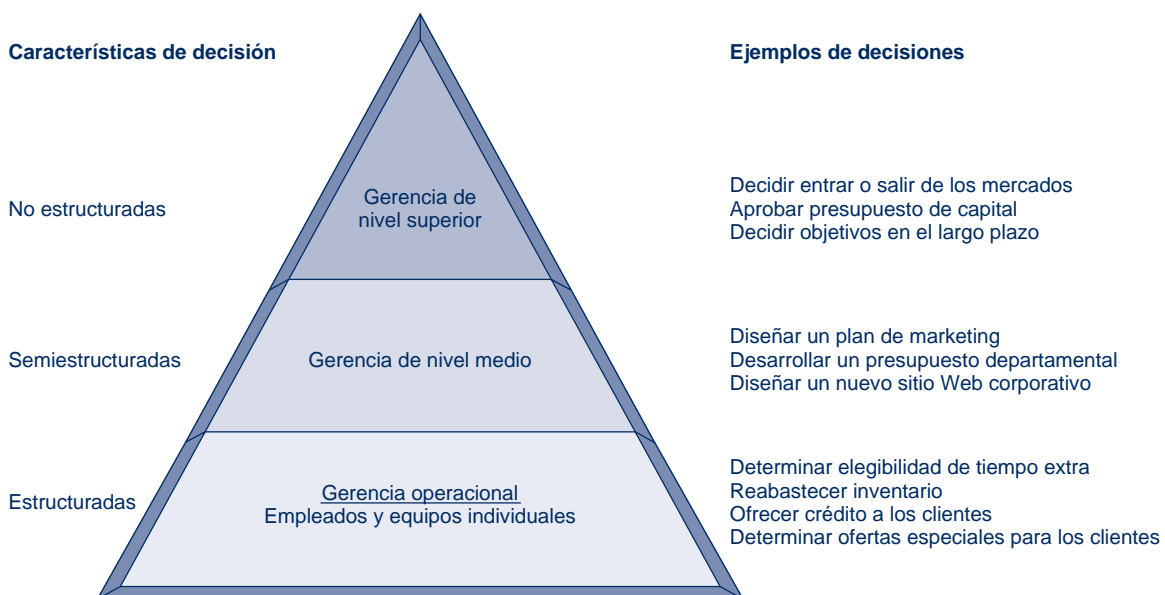 Características de decisión
Ejemplos de decisiones
No estructuradas
Gerencia de
nivel superior
Decidir entrar o salir de los mercados
Aprobar presupuesto de capital
Decidir objetivos en el largo plazo
Semiestructuradas
Gerencia de nivel medio
Diseñar un plan de marketing
Desarrollar un presupuesto departamental
Diseñar un nuevo sitio Web corporativo
Estructuradas
Gerencia operacional
Empleados y equipos individuales
Determinar elegibilidad de tiempo extra
Reabastecer inventario
Ofrecer crédito a los clientes
Determinar ofertas especiales para los clientes